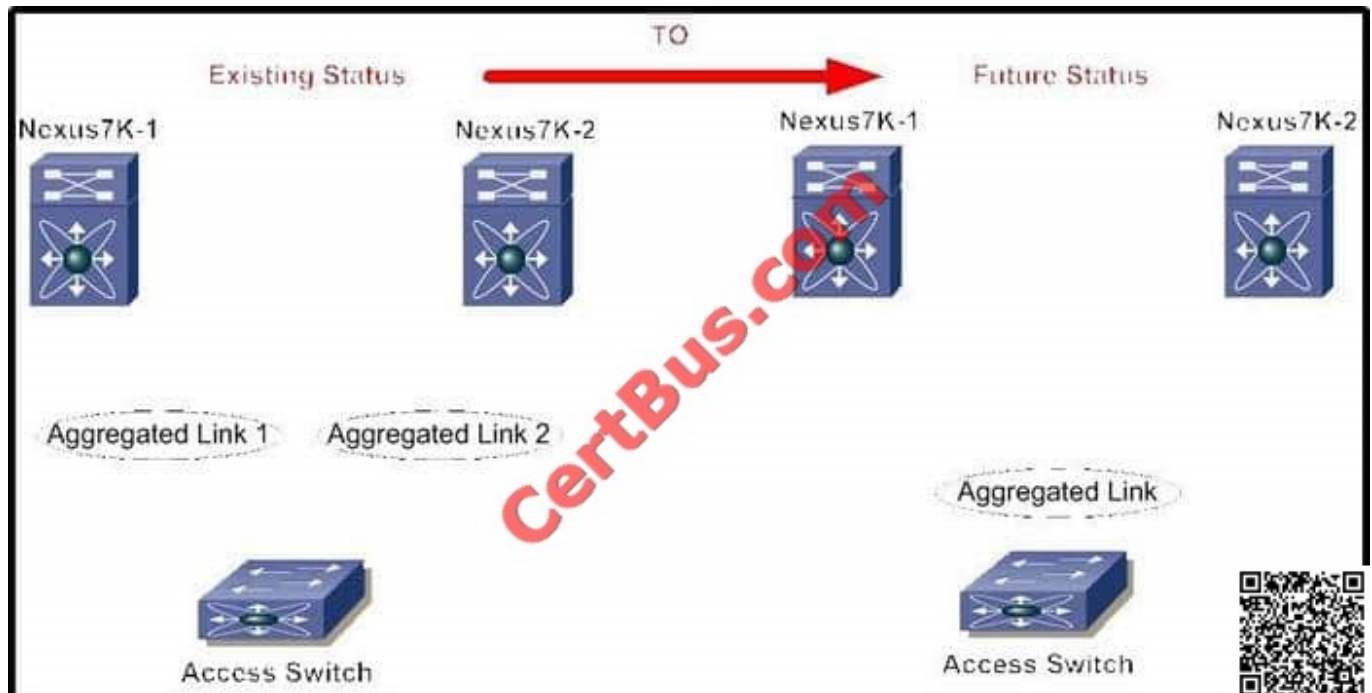 TO
Existing Status
Future Status
Nexus7K-1
Nexus7K-2
Nexus7K-1
Nexus7K-2
CertBus.com
Aggregated Link 1
Aggregated Link 2
Aggregated Link
Access Switch
Access Switch